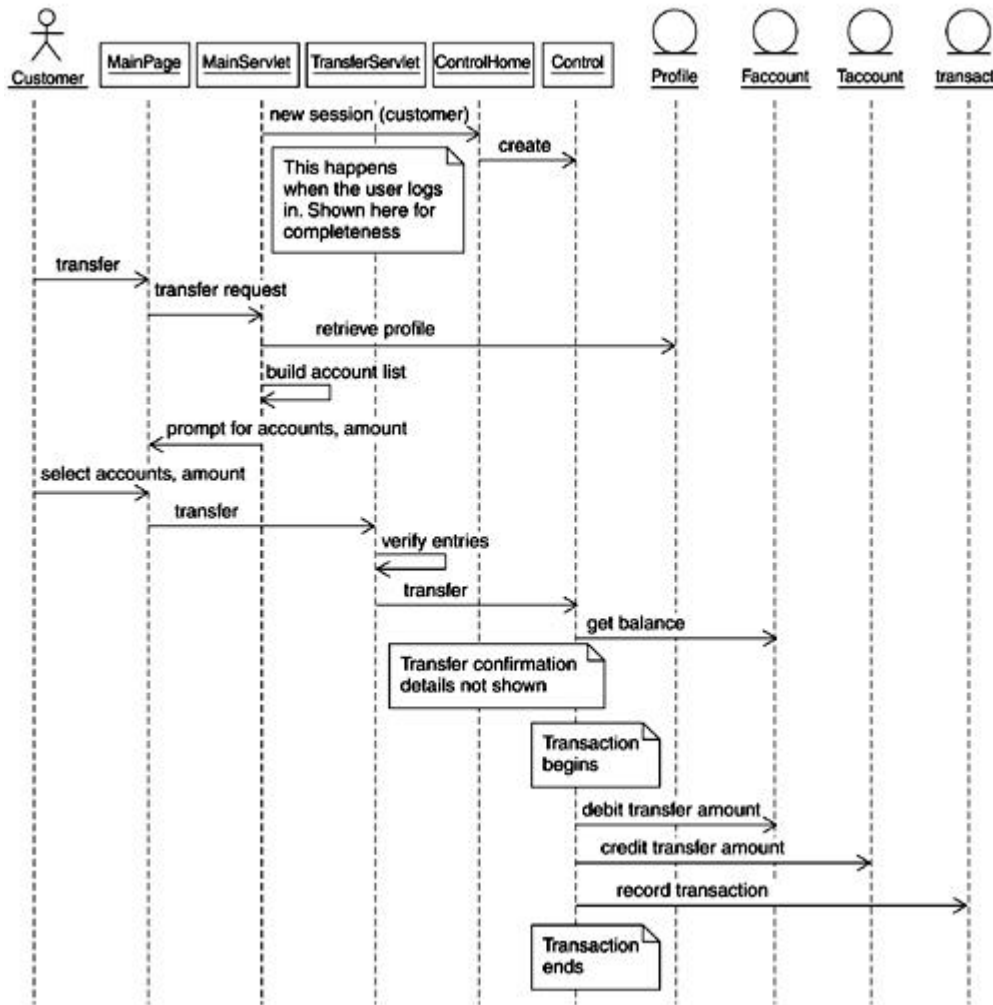 Customer
MainPage
MainServlet
TransferServlet
ControlHome
Control
Profile
Faccount
Taccount
transact
new session (customer)
create
This happens
when the user logs
in. Shown here for
completeness
transfer
transfer request
retrieve profile
build account list
prompt for accounts, amount
select accounts, amount
transfer
verify entries
transfer
get balance
Transfer confirmation
details not shown
Transaction
begins
debit transfer amount
credit transfer amount
record transaction
Transaction
ends